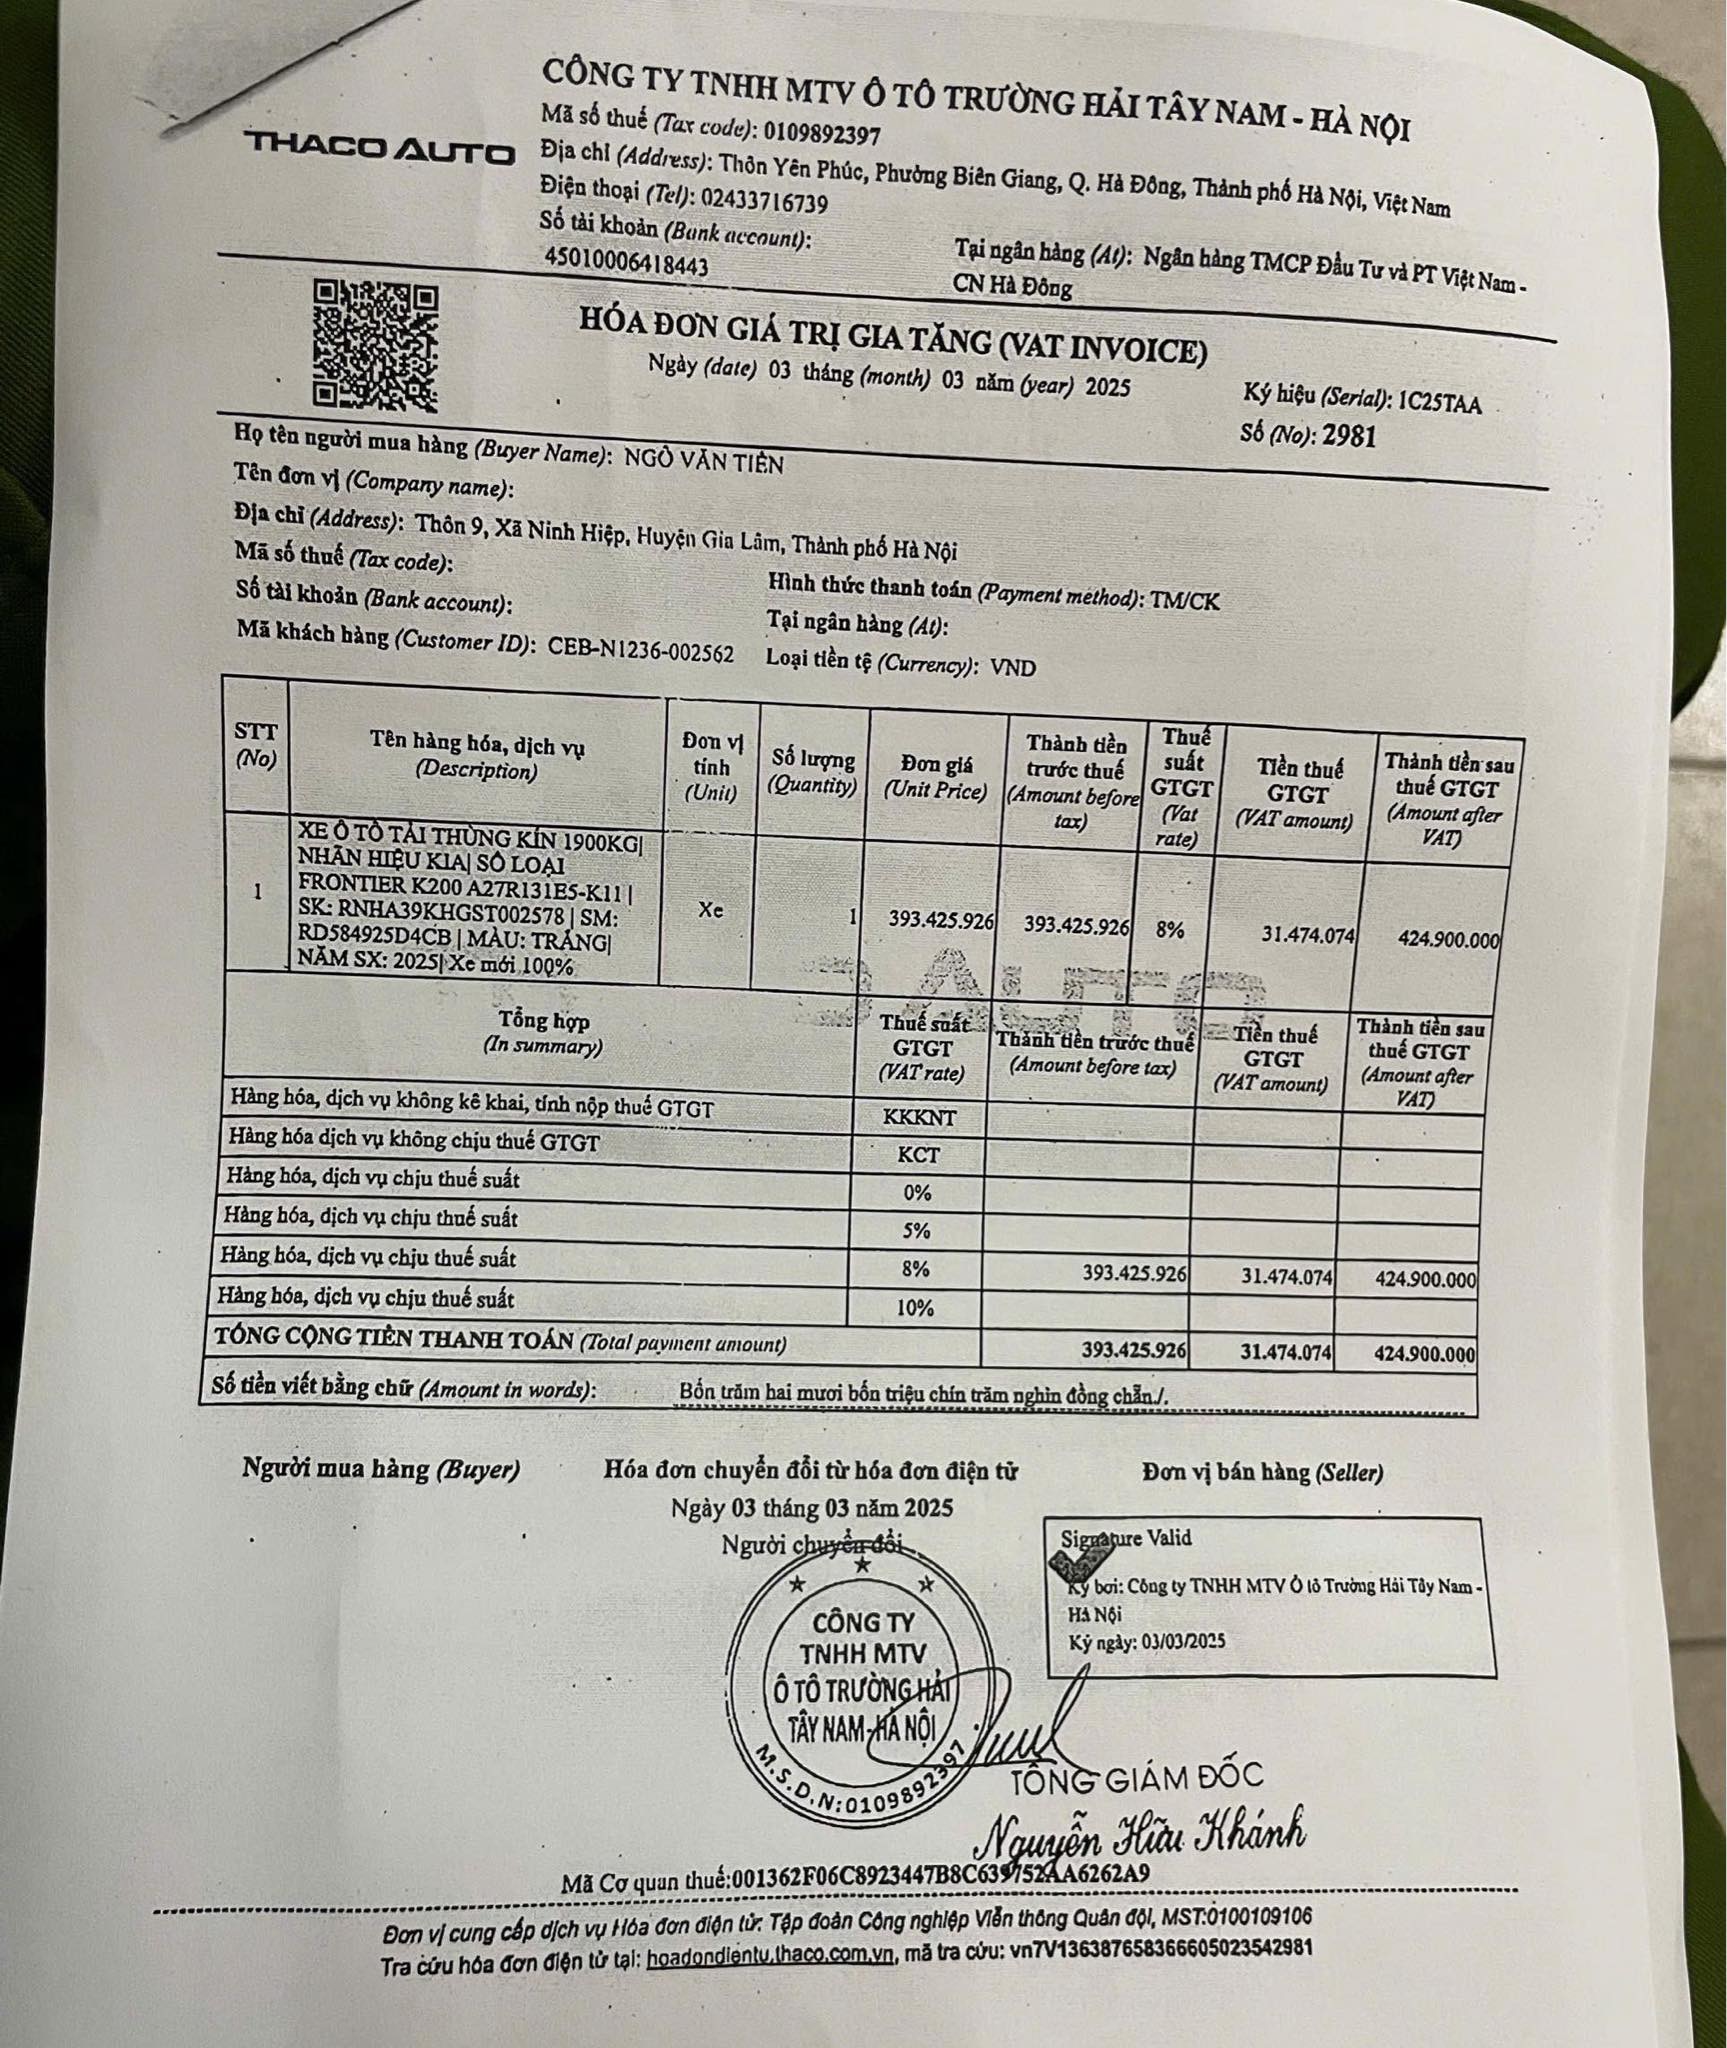 THACO AUTO
CÔNG TY TNHH MTV Ô TÔ TRƯỜNG HẢI TÂY NAM - HÀ NỘI
Mã số thuế (Tax code): 0109892397
Địa chỉ (Address): Thôn Yên Phúc, Phường Biên Giang, Q. Hà Đông, Thành phố Hà Nội, Việt Nam
Điện thoại (Tel): 02433716739
Số tài khoản (Bank account): 45010006418443
Tại ngân hàng (At): Ngân hàng TMCP Đầu Tư và PT Việt Nam -
CN Hà Đông
HÓA ĐƠN GIÁ TRỊ GIA TĂNG (VAT INVOICE)
Ngày (date) 03 tháng (month) 03 năm (year) 2025
Ký hiệu (Serial): 1C25TAA
Số (No): 2981
Họ tên người mua hàng (Buyer Name): NGÔ VĂN TIẾN
Tên đơn vị (Company name):
Địa chỉ (Address): Thôn 9, Xã Ninh Hiệp, Huyện Gia Lâm, Thành phố Hà Nội
Mã số thuế (Tax code):
Hình thức thanh toán (Payment method): TM/CK
Số tài khoản (Bank account):
Tại ngân hàng (At):
Mã khách hàng (Customer ID): CEB-N1236-002562
Loại tiền tệ (Currency): VND
STT (No)
Tên hàng hóa, dịch vụ (Description)
Đơn vị tính (Unit)
Số lượng (Quantity)
Đơn giá (Unit Price)
Thành tiền trước thuế (Amount before tax)
Thuế suất GTGT (Vat rate)
Tiền thuế GTGT (VAT amount)
Thành tiền sau thuế GTGT (Amount after VAT)
1
XE Ô TÔ TẢI THÙNG KÍN 1900KG|
NHÃN HIỆU KIA| SỐ LOẠI
FRONTIER K200 A27R131E5-K11 |
SK: RNHA39KHGST002578 | SM:
RD584925D4CB | MÀU: TRẮNG|
NĂM SX: 2025| Xe mới 100%
Xe
1
393.425.926
393.425.926
8%
31.474.074
424.900.000
AUTO
Tổng hợp (In summary)
Thuế suất GTGT (VAT rate)
Thành tiền trước thuế (Amount before tax)
Tiền thuế GTGT (VAT amount)
Thành tiền sau thuế GTGT (Amount after VAT)
Hàng hóa, dịch vụ không kê khai, tính nộp thuế GTGT KKKNT
Hàng hóa dịch vụ không chịu thuế GTGT KCT
Hàng hóa, dịch vụ chịu thuế suất 0%
Hàng hóa, dịch vụ chịu thuế suất 5%
Hàng hóa, dịch vụ chịu thuế suất 8% 393.425.926 31.474.074 424.900.000
Hàng hóa, dịch vụ chịu thuế suất 10%
TỔNG CỘNG TIỀN THANH TOÁN (Total payment amount) 393.425.926 31.474.074 424.900.000
Số tiền viết bằng chữ (Amount in words): Bốn trăm hai mươi bốn triệu chín trăm nghìn đồng chẵn./.
Người mua hàng (Buyer)
Hóa đơn chuyển đổi từ hóa đơn điện tử
Ngày 03 tháng 03 năm 2025
Người chuyển đổi
Đơn vị bán hàng (Seller)
Signature Valid
Ký bởi: Công ty TNHH MTV Ô tô Trường Hải Tây Nam -
Hà Nội
Ký ngày: 03/03/2025
CÔNG TY
TNHH MTV
Ô TÔ TRƯỜNG HẢI
TÂY NAM-HÀ NỘI
M.S.D.N:0109892397
TỔNG GIÁM ĐỐC
Nguyễn Hữu Khánh
Mã Cơ quan thuế:001362F06C8923447B8C639752AA6262A9
Đơn vị cung cấp dịch vụ Hóa đơn điện tử: Tập đoàn Công nghiệp Viễn thông Quân đội, MST:0100109106
Tra cứu hóa đơn điện tử tại: hoadondientu.thaco.com.vn, mã tra cứu: vn7V136387658366605023542981